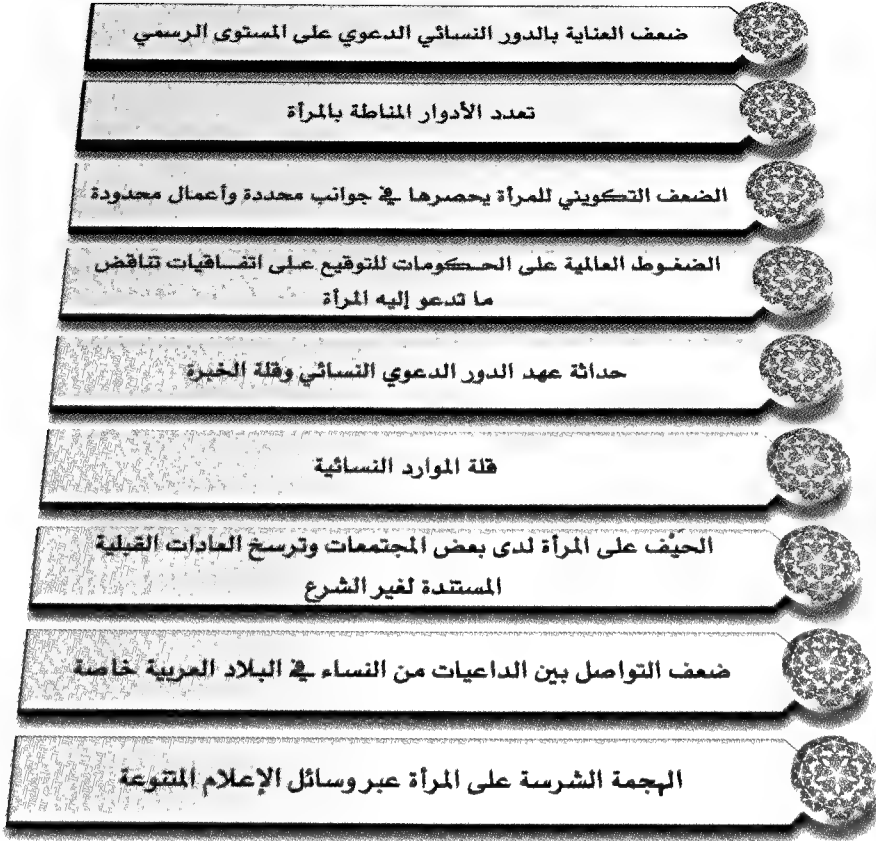 ضعف العناية بالدور النسائي الدعوي على المستوى الرسمي
تعدد الأدوار المناطة بالمرأة
الضعف التكويني للمرأة يحصرها في جوانب محددة وأعمال محدودة
الضغوط العالمية على الحكومات للتوقيع على اتفاقيات تناقض
ما تدعو إليه المرأة
حداثة عهد الدور الدعوي النسائي وقلة الخبرة
قلة الموارد النسائية
الحيْف على المرأة لدى بعض المجتمعات وترسخ العادات القبلية
المستندة لغير الشرع
ضعف التواصل بين الداعيات من النساء في البلاد العربية خاصة
الهجمة الشرسة على المرأة عبر وسائل الإعلام المتنوعة